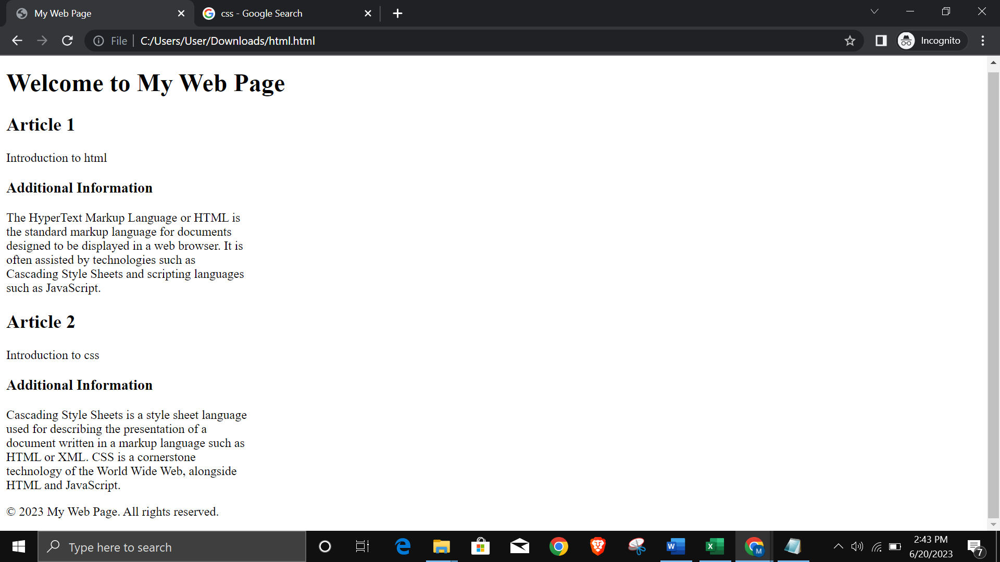 My Web Page
css - Google Search
File
C:/Users/User/Downloads/html.html
Incognito
Welcome to My Web Page
Article 1
Introduction to html
Additional Information
The HyperText Markup Language or HTML is
the standard markup language for documents
designed to be displayed in a web browser. It is
often assisted by technologies such as
Cascading Style Sheets and scripting languages
such as JavaScript.
Article 2
Introduction to css
Additional Information
Cascading Style Sheets is a style sheet language
used for describing the presentation of a
document written in a markup language such as
HTML or XML. CSS is a cornerstone
technology of the World Wide Web, alongside
HTML and JavaScript.
© 2023 My Web Page. All rights reserved.
Type here to search
W
X
M
2:43 PM
6/20/2023
7